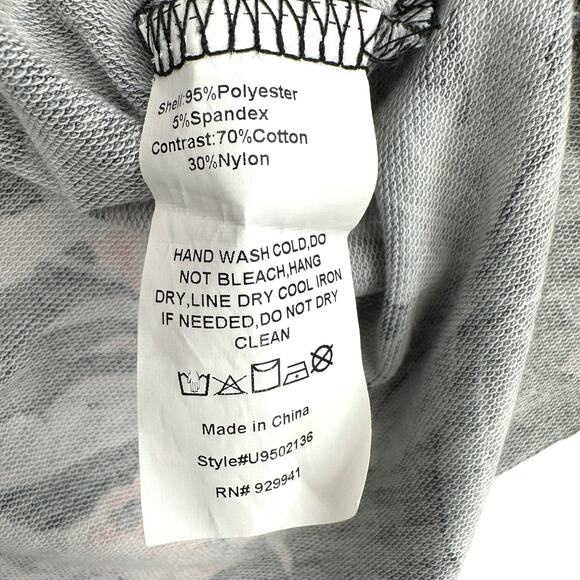 Shell:95%Polyester
5%Spandex
Contrast:70%Cotton
30%Nylon
HAND WASH COLD,DO
NOT BLEACH,HANG
DRY,LINE DRY COOL IRON
IF NEEDED,DO NOT DRY
CLEAN
Made in China
Style#U9502136
RN# 929941